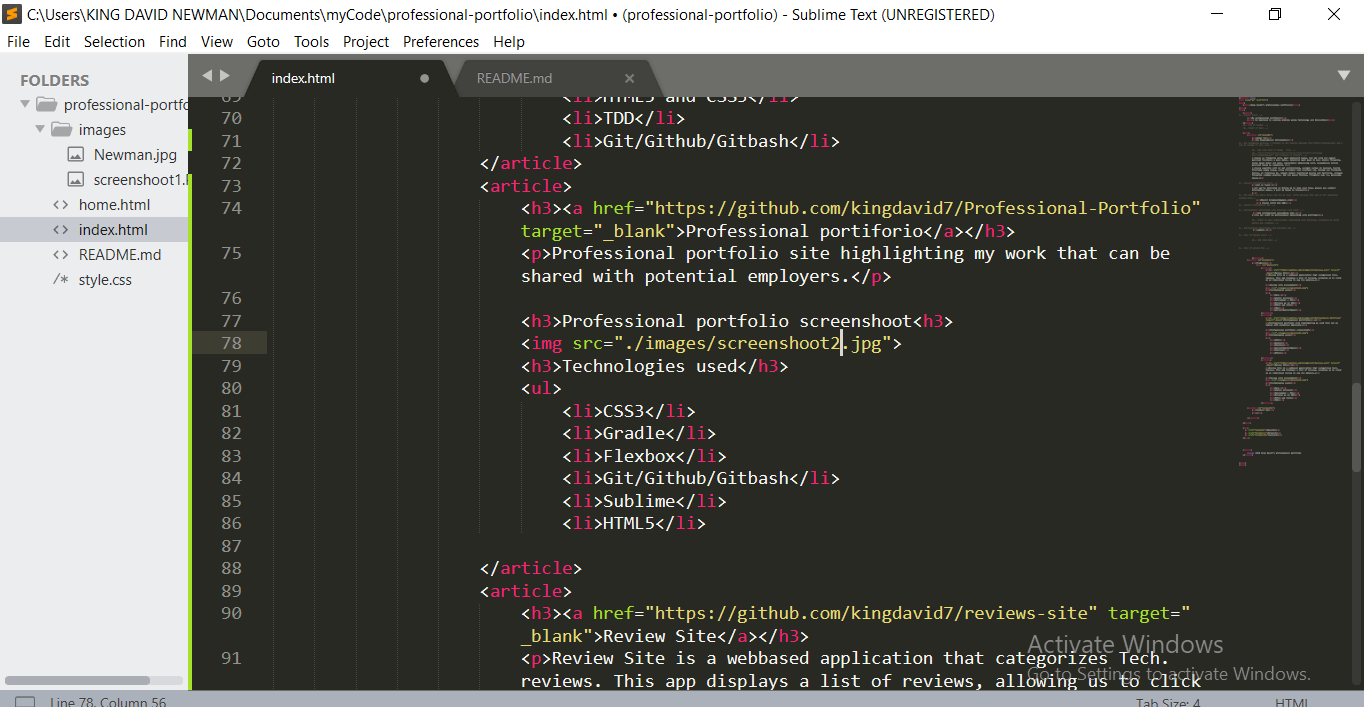 C:\Users\KING DAVID NEWMAN\Documents\myCode\professional-portfolio\index.html • (professional-portfolio) - Sublime Text (UNREGISTERED)
File Edit Selection Find View Goto Tools Project Preferences Help
FOLDERS
professional-portfo
images
Newman.jpg
screenshoot1.
home.html
index.html
README.md
/* style.css
index.html
README.md
69 <li>HTML5 and CSS3</li>
70 <li>TDD</li>
71 <li>Git/Github/Gitbash</li>
72 </article>
73 <article>
74 <h3><a href="https://github.com/kingdavid7/Professional-Portfolio"
target="_blank">Professional portiforio</a></h3>
75 <p>Professional portfolio site highlighting my work that can be
shared with potential employers.</p>
76
77 <h3>Professional portfolio screenshoot<h3>
78 <img src="./images/screenshoot2.jpg">
79 <h3>Technologies used</h3>
80 <ul>
81 <li>CSS3</li>
82 <li>Gradle</li>
83 <li>Flexbox</li>
84 <li>Git/Github/Gitbash</li>
85 <li>Sublime</li>
86 <li>HTML5</li>
87
88 </article>
89 <article>
90 <h3><a href="https://github.com/kingdavid7/reviews-site" target="
_blank">Review Site</a></h3>
91 <p>Review Site is a webbased application that categorizes Tech.
reviews. This app displays a list of reviews, allowing us to click
Activate Windows
Go to Settings to activate Windows.
Line 78, Column 56
Tab Size: 4
HTML